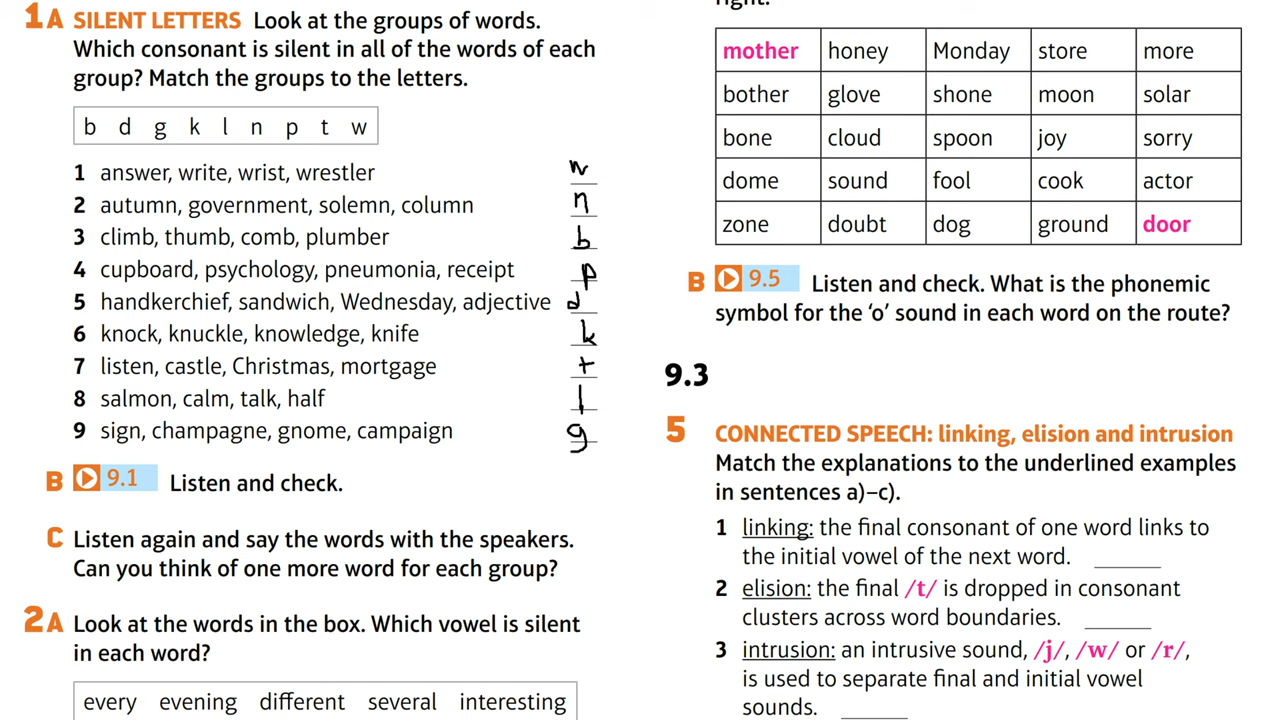 1A SILENT LETTERS Look at the groups of words.
Which consonant is silent in all of the words of each
group? Match the groups to the letters.
b d g k l n p t w
1 answer, write, wrist, wrestler w
2 autumn, government, solemn, column n
3 climb, thumb, comb, plumber b
4 cupboard, psychology, pneumonia, receipt p
5 handkerchief, sandwich, Wednesday, adjective d
6 knock, knuckle, knowledge, knife k
7 listen, castle, Christmas, mortgage t
8 salmon, calm, talk, half l
9 sign, champagne, gnome, campaign g
B 9.1 Listen and check.
C Listen again and say the words with the speakers.
Can you think of one more word for each group?
2A Look at the words in the box. Which vowel is silent
in each word?
every evening different several interesting
right.
mother honey Monday store more
bother glove shone moon solar
bone cloud spoon joy sorry
dome sound fool cook actor
zone doubt dog ground door
B 9.5 Listen and check. What is the phonemic
symbol for the ‘o’ sound in each word on the route?
9.3
5 CONNECTED SPEECH: linking, elision and intrusion
Match the explanations to the underlined examples
in sentences a)–c).
1 linking: the final consonant of one word links to
the initial vowel of the next word. ____
2 elision: the final /t/ is dropped in consonant
clusters across word boundaries. ____
3 intrusion: an intrusive sound, /j/, /w/ or /r/,
is used to separate final and initial vowel
sounds. ____